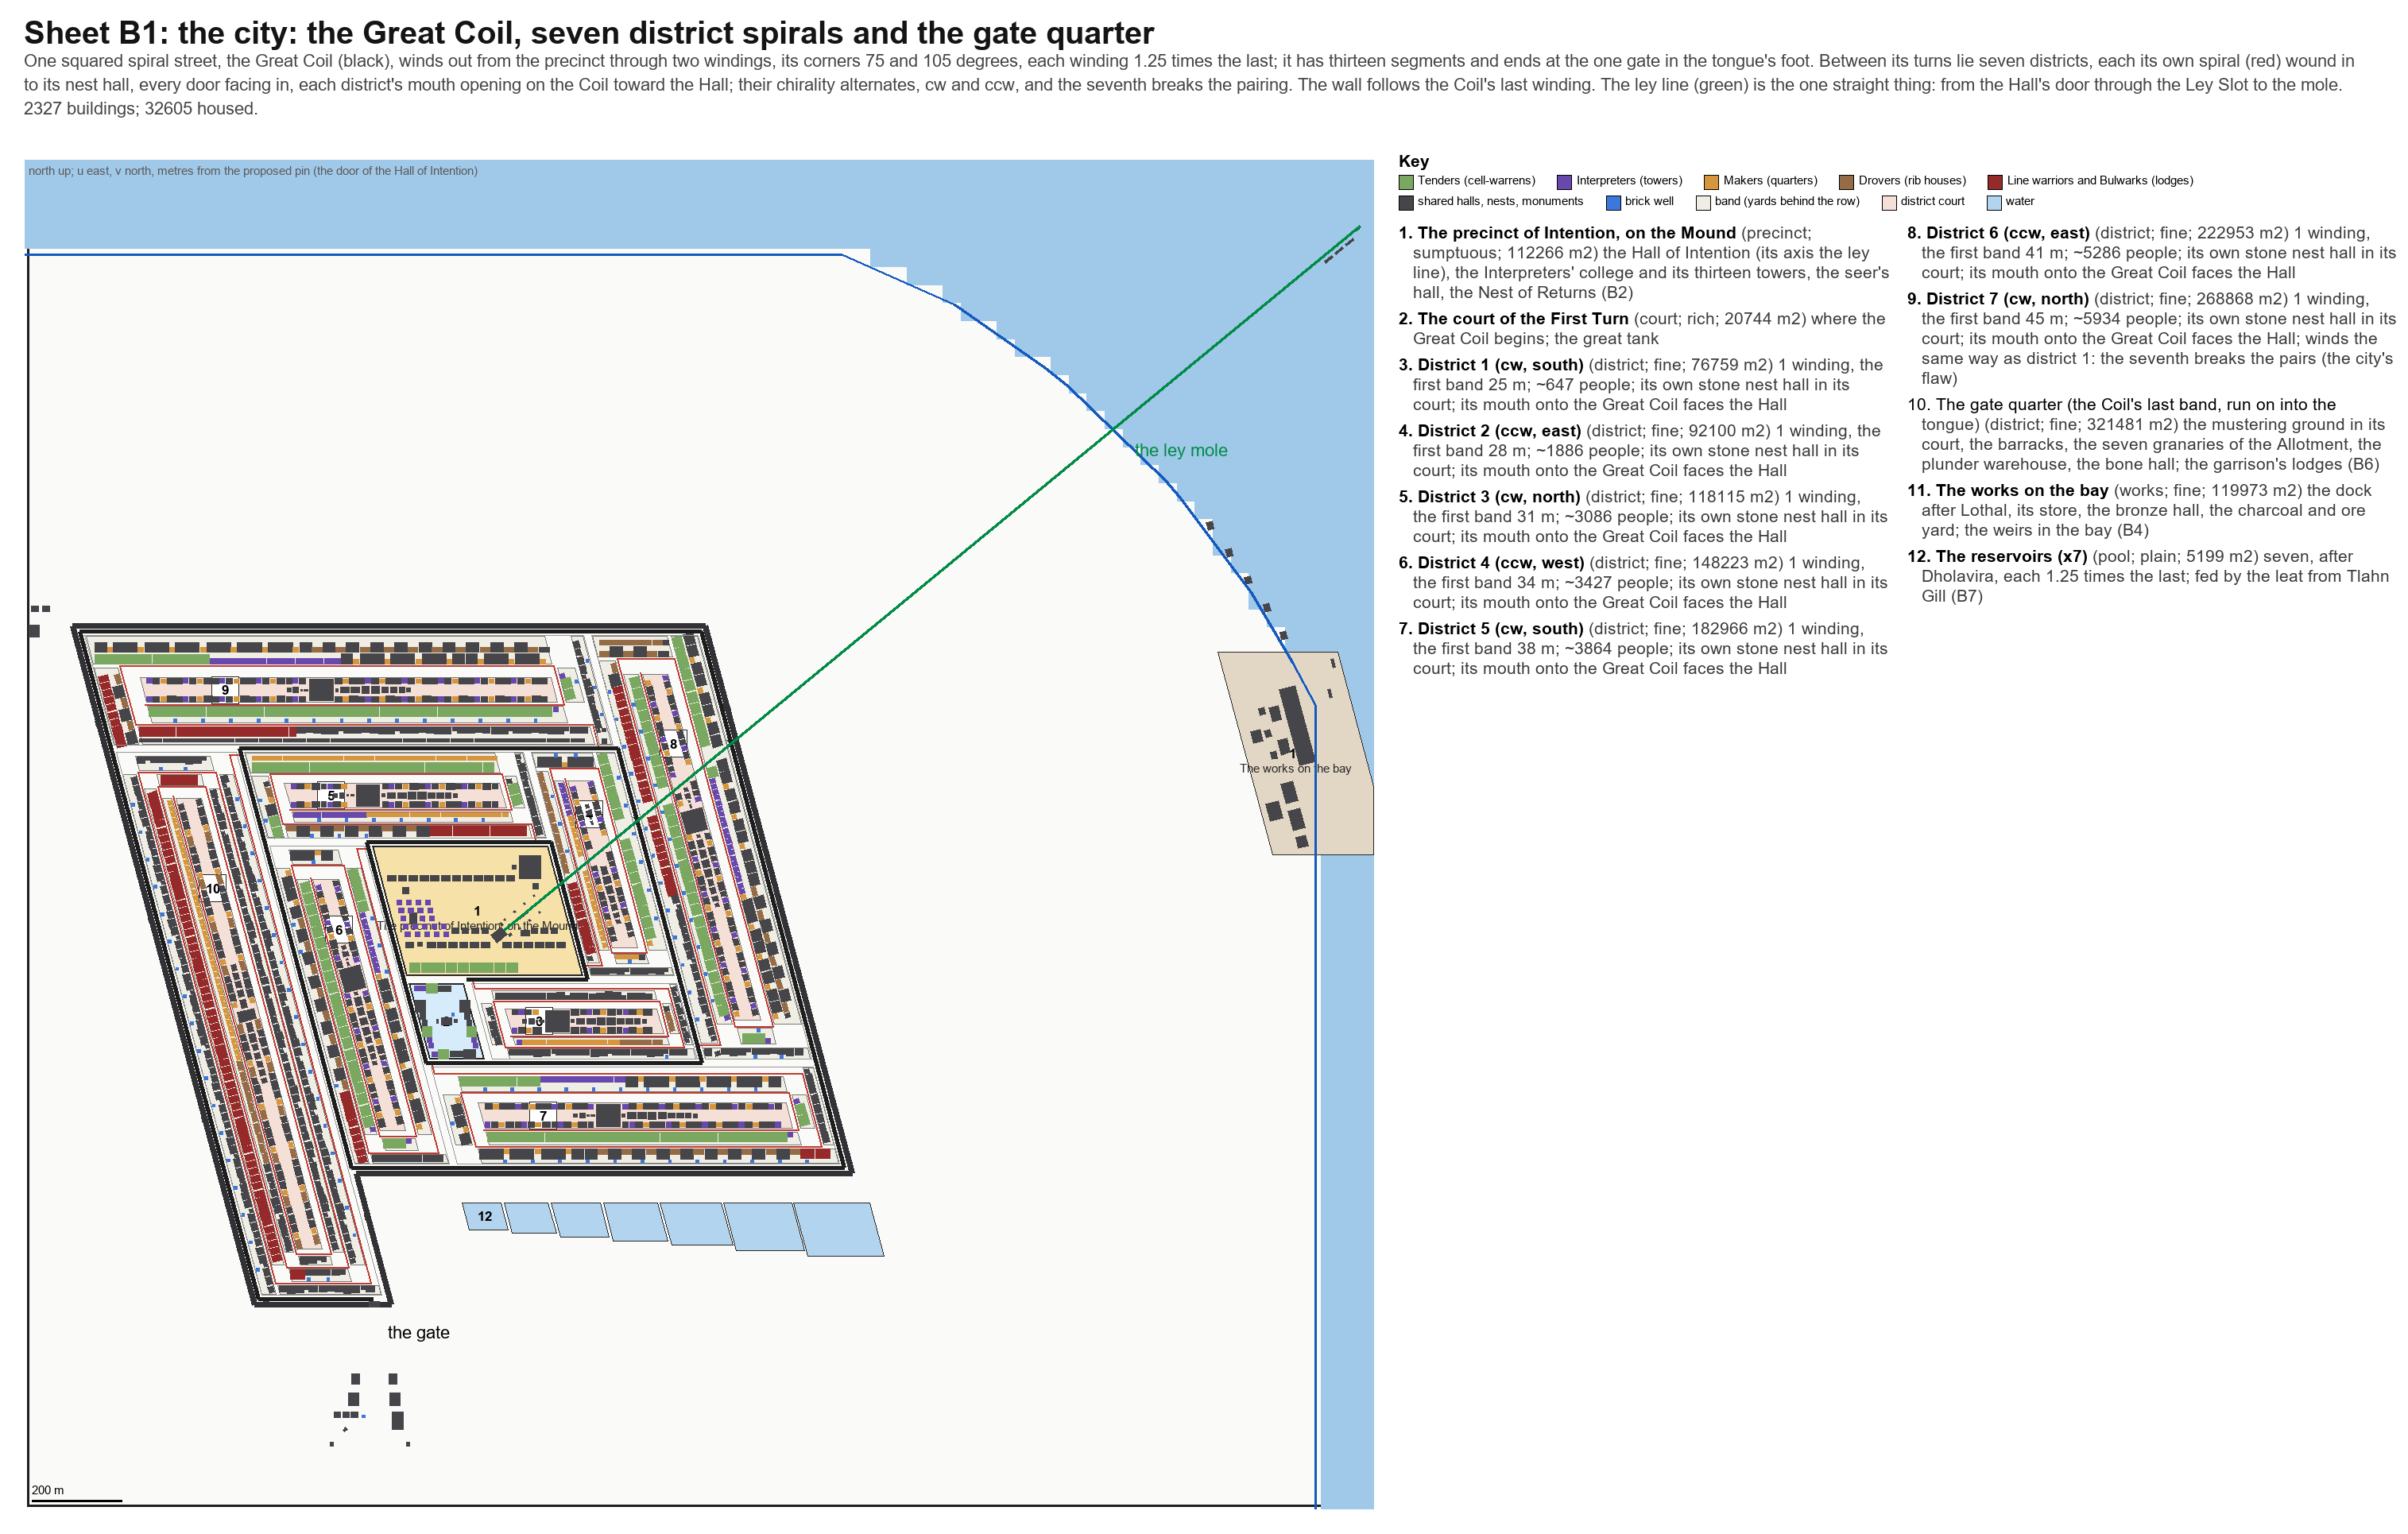 Sheet B1: the city: the Great Coil, seven district spirals and the gate quarter
One squared spiral street, the Great Coil (black), winds out from the precinct through two windings, its corners 75 and 105 degrees, each winding 1.25 times the last; it has thirteen segments and ends at the one gate in the tongue's foot. Between its turns lie seven districts, each its own spiral (red) wound in
to its nest hall, every door facing in, each district's mouth opening on the Coil toward the Hall; their chirality alternates, cw and ccw, and the seventh breaks the pairing. The wall follows the Coil's last winding. The ley line (green) is the one straight thing: from the Hall's door through the Ley Slot to the mole.
2327 buildings; 32605 housed.
north up; u east, v north, metres from the proposed pin (the door of the Hall of Intention)
the ley mole
9
8
5
10
6
1
The precinct of Intention, on the Mound
3
7
The works on the bay
12
the gate
200 m
Key
Tenders (cell-warrens)
Interpreters (towers)
Makers (quarters)
Drovers (rib houses)
Line warriors and Bulwarks (lodges)
shared halls, nests, monuments
brick well
band (yards behind the row)
district court
water
1. The precinct of Intention, on the Mound (precinct;
sumptuous; 112266 m2) the Hall of Intention (its axis the ley
line), the Interpreters' college and its thirteen towers, the seer's
hall, the Nest of Returns (B2)
2. The court of the First Turn (court; rich; 20744 m2) where the
Great Coil begins; the great tank
3. District 1 (cw, south) (district; fine; 76759 m2) 1 winding, the
first band 25 m; ~647 people; its own stone nest hall in its
court; its mouth onto the Great Coil faces the Hall
4. District 2 (ccw, east) (district; fine; 92100 m2) 1 winding, the
first band 28 m; ~1886 people; its own stone nest hall in its
court; its mouth onto the Great Coil faces the Hall
5. District 3 (cw, north) (district; fine; 118115 m2) 1 winding,
the first band 31 m; ~3086 people; its own stone nest hall in its
court; its mouth onto the Great Coil faces the Hall
6. District 4 (ccw, west) (district; fine; 148223 m2) 1 winding,
the first band 34 m; ~3427 people; its own stone nest hall in its
court; its mouth onto the Great Coil faces the Hall
7. District 5 (cw, south) (district; fine; 182966 m2) 1 winding,
the first band 38 m; ~3864 people; its own stone nest hall in its
court; its mouth onto the Great Coil faces the Hall
8. District 6 (ccw, east) (district; fine; 222953 m2) 1 winding,
the first band 41 m; ~5286 people; its own stone nest hall in its
court; its mouth onto the Great Coil faces the Hall
9. District 7 (cw, north) (district; fine; 268868 m2) 1 winding,
the first band 45 m; ~5934 people; its own stone nest hall in its
court; its mouth onto the Great Coil faces the Hall; winds the
same way as district 1: the seventh breaks the pairs (the city's
flaw)
10. The gate quarter (the Coil's last band, run on into the
tongue) (district; fine; 321481 m2) the mustering ground in its
court, the barracks, the seven granaries of the Allotment, the
plunder warehouse, the bone hall; the garrison's lodges (B6)
11. The works on the bay (works; fine; 119973 m2) the dock
after Lothal, its store, the bronze hall, the charcoal and ore
yard; the weirs in the bay (B4)
12. The reservoirs (x7) (pool; plain; 5199 m2) seven, after
Dholavira, each 1.25 times the last; fed by the leat from Tlahn
Gill (B7)